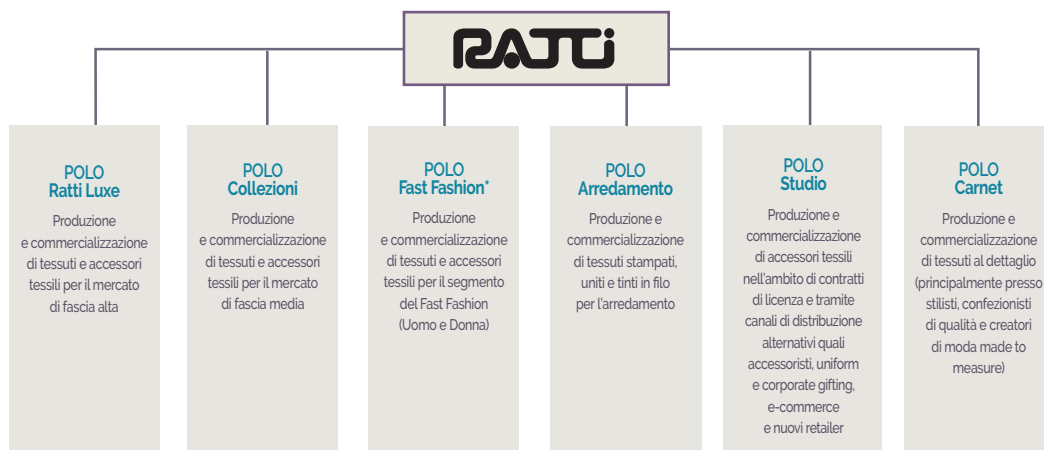 RATTI
POLO
Ratti Luxe
Produzione
e commercializzazione
di tessuti e accessori
tessili per il mercato
di fascia alta
POLO
Collezioni
Produzione
e commercializzazione
di tessuti e accessori
tessili per il mercato
di fascia media
POLO
Fast Fashion*
Produzione
e commercializzazione
di tessuti e accessori
tessili per il segmento
del Fast Fashion
(Uomo e Donna)
POLO
Arredamento
Produzione e
commercializzazione
di tessuti stampati,
uniti e tinti in filo
per l'arredamento
POLO
Studio
Produzione e
commercializzazione
di accessori tessili
nell'ambito di contratti
di licenza e tramite
canali di distribuzione
alternativi quali
accessoristi, uniform
e corporate gifting,
e-commerce
e nuovi retailer
POLO
Carnet
Produzione e
commercializzazione
di tessuti al dettaglio
(principalmente presso
stilisti, confezionisti
di qualità e creatori
di moda made to
measure)